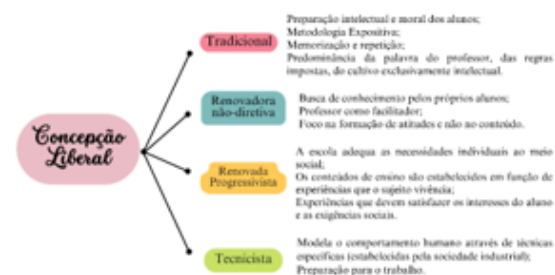 Concepção
Liberal
Tradicional
Preparação intelectual e moral dos alunos;
Metodologia Expositiva;
Memorização e repetição;
Predominância da palavra do professor, das regras
impostas, do cultivo exclusivamente intelectual.
Renovadora
não-diretiva
Busca de conhecimento pelos próprios alunos;
Professor como facilitador;
Foco na formação de atitudes e não no conteúdo.
Renovada
Progressivista
A escola adequa as necessidades individuais ao meio
social;
Os conteúdos de ensino são estabelecidos em função de
experiências que o sujeito vivência;
Experiências que devem satisfazer os interesses do aluno
e as exigências sociais.
Tecnicista
Modela o comportamento humano através de técnicas
específicas (estabelecidas pela sociedade industrial);
Preparação para o trabalho.